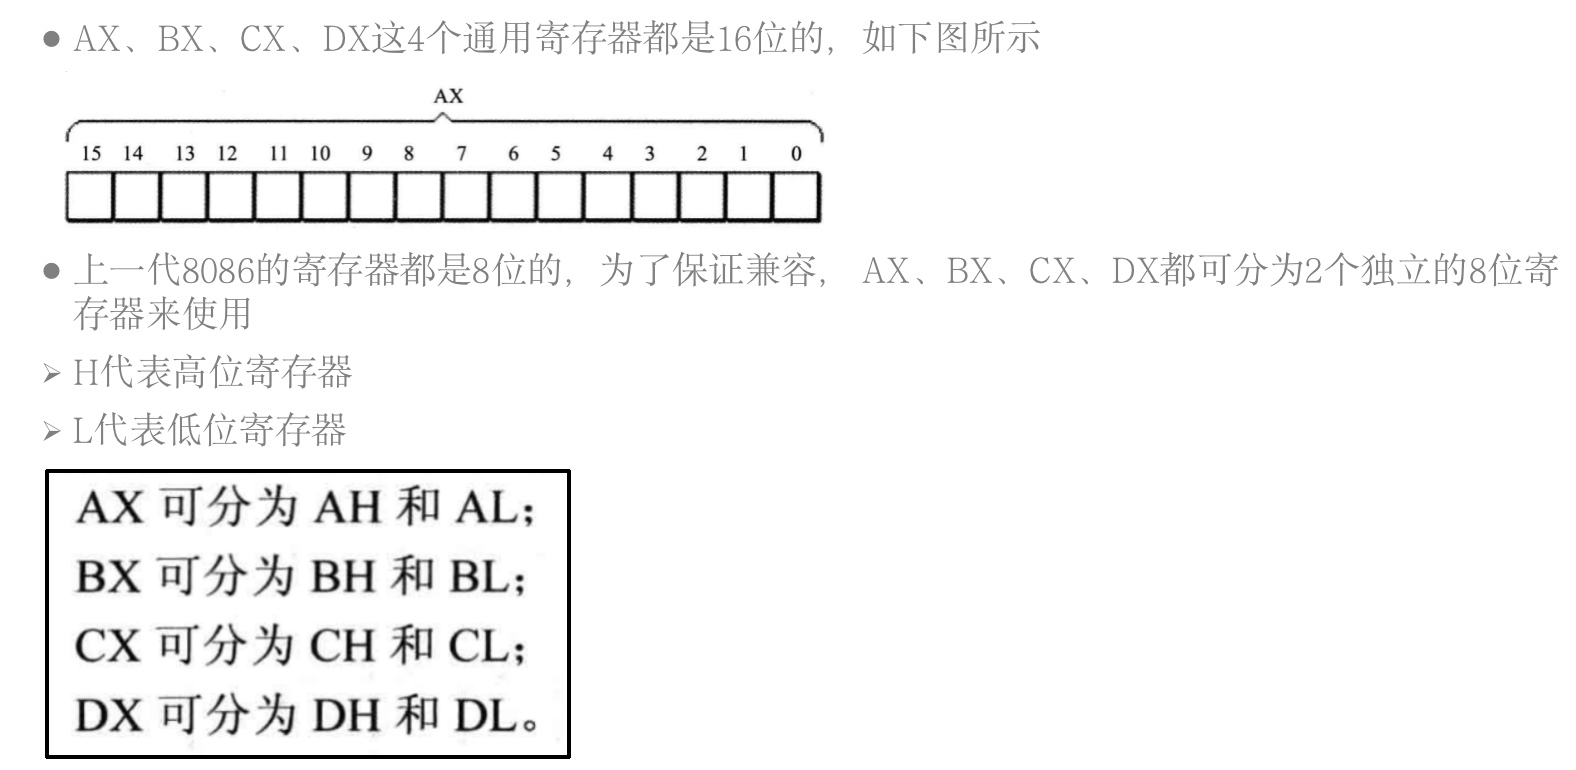 ● AX、BX、CX、DX这4个通用寄存器都是16位的，如下图所示
AX
15 14 13 12 11 10 9 8 7 6 5 4 3 2 1 0
● 上一代8086的寄存器都是8位的，为了保证兼容，AX、BX、CX、DX都可分为2个独立的8位寄
存器来使用
➢ H代表高位寄存器
➢ L代表低位寄存器
AX 可分为 AH 和 AL；
BX 可分为 BH 和 BL；
CX 可分为 CH 和 CL；
DX 可分为 DH 和 DL。